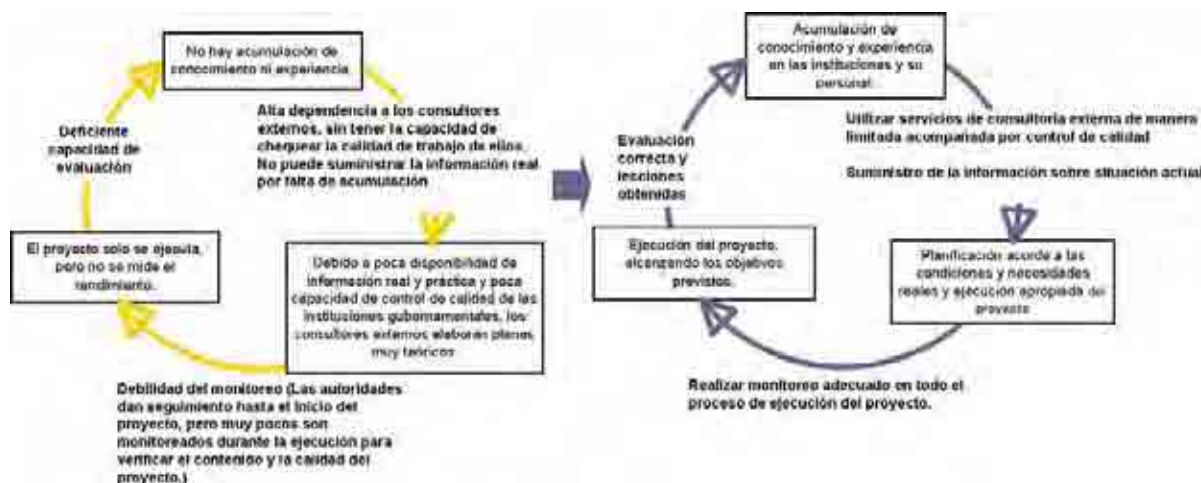 No hay acumulación de
conocimiento ni experiencia.
Alta dependencia a los consultores
externos, sin tener la capacidad de
chequear la calidad de trabajo de ellos.
No puede suministrar la información real
por falta de acumulación
Deficiente
capacidad de
evaluación
El proyecto solo se ejecuta,
pero no se mide el
rendimiento.
Debido a poca disponibilidad de
información real y práctica y poca
capacidad de control de calidad de las
instituciones gubernamentales, los
consultores externos elaboran planes
muy teóricos
Debilidad del monitoreo (Las autoridades
dan seguimiento hasta el inicio del
proyecto, pero muy pocos son
monitoreados durante la ejecución para
verificar el contenido y la calidad del
proyecto.)
Acumulación de
conocimiento y experiencia
en las instituciones y su
personal.
Utilizar servicios de consultoría externa de manera
limitada acompañada por control de calidad
Suministro de la información sobre situación actual
Evaluación
correcta y
lecciones
obtenidas
Ejecución del proyecto,
alcanzando los objetivos
previstos.
Planificación acorde a las
condiciones y necesidades
reales y ejecución apropiada del
proyecto
Realizar monitoreo adecuado en todo el
proceso de ejecución del proyecto.